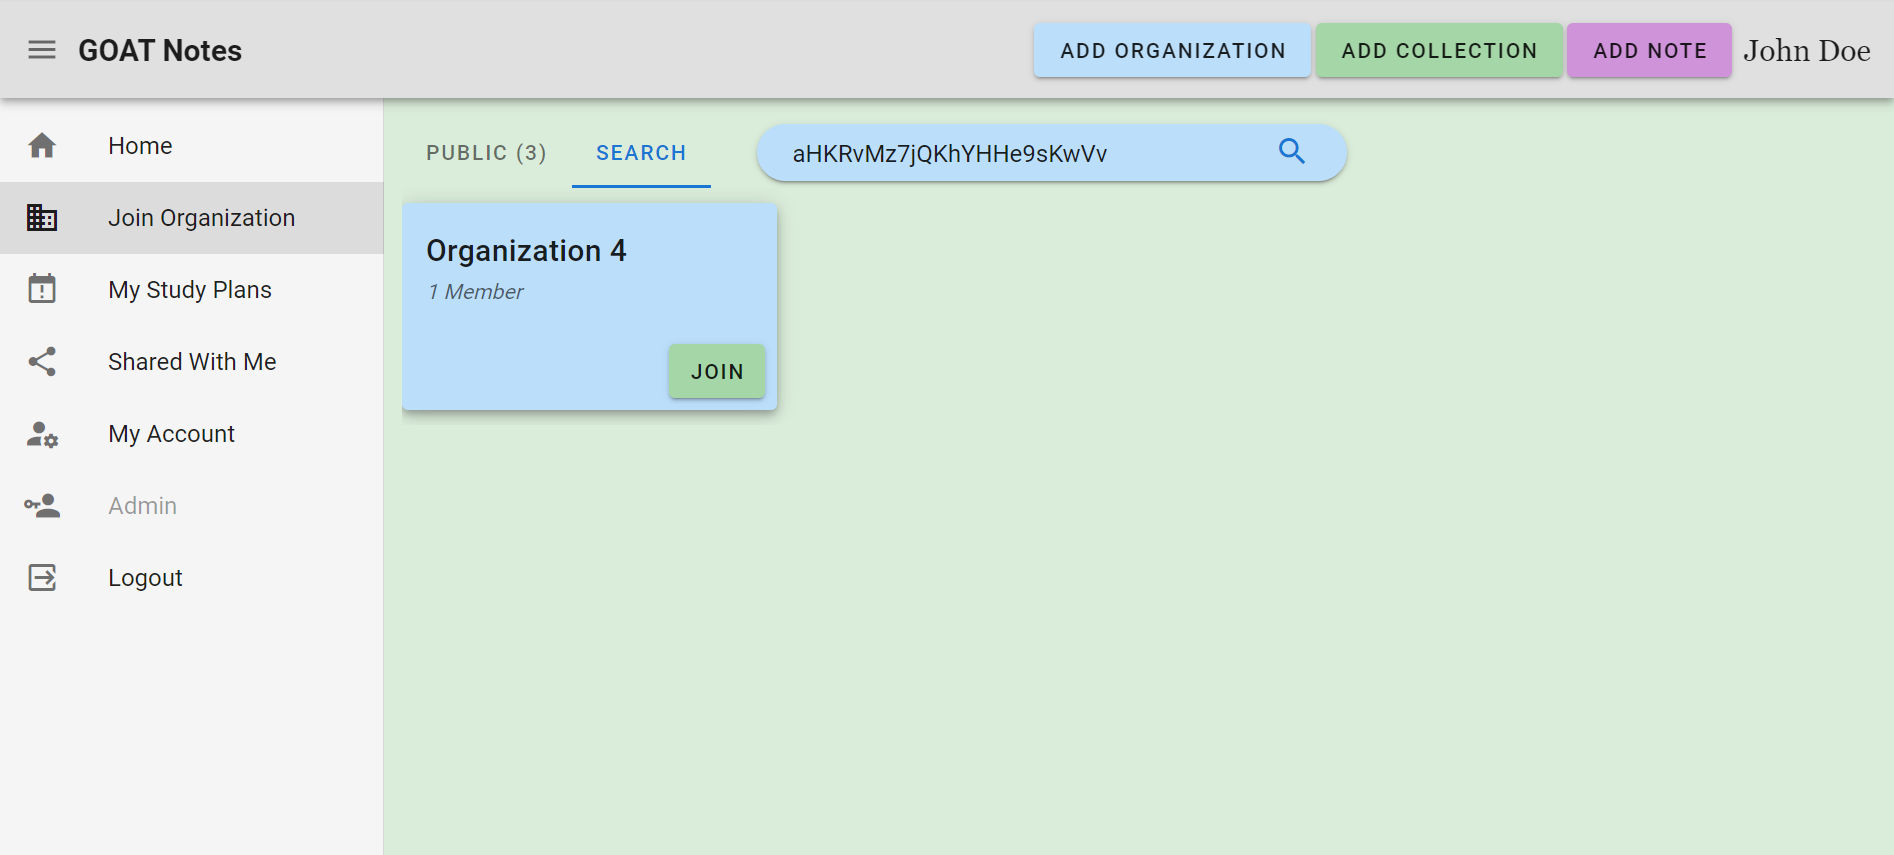 GOAT Notes
ADD ORGANIZATION
ADD COLLECTION
ADD NOTE
John Doe
Home
Join Organization
My Study Plans
Shared With Me
My Account
Admin
Logout
PUBLIC (3)
SEARCH
aHKRvMz7jQKhYHHe9sKwVv
Organization 4
1 Member
JOIN